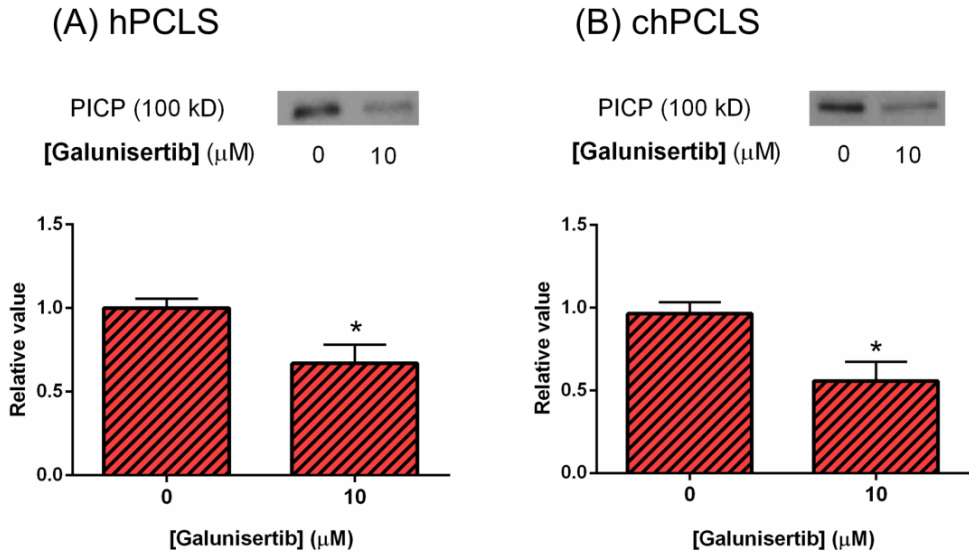 (A) hPCLS
PICP (100 kD)
[Galunisertib] (μM) 0 10
1.5
1.0
0.5
0.0
Relative value
*
0 10
[Galunisertib] (μM)
(B) chPCLS
PICP (100 kD)
[Galunisertib] (μM) 0 10
1.5
1.0
0.5
0.0
Relative value
*
0 10
[Galunisertib] (μM)